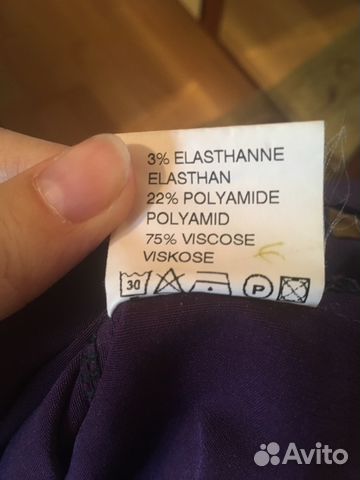 3% ELASTHANNE
ELASTHAN
22% POLYAMIDE
POLYAMID
75% VISCOSE
VISKOSE
30 P
Avito